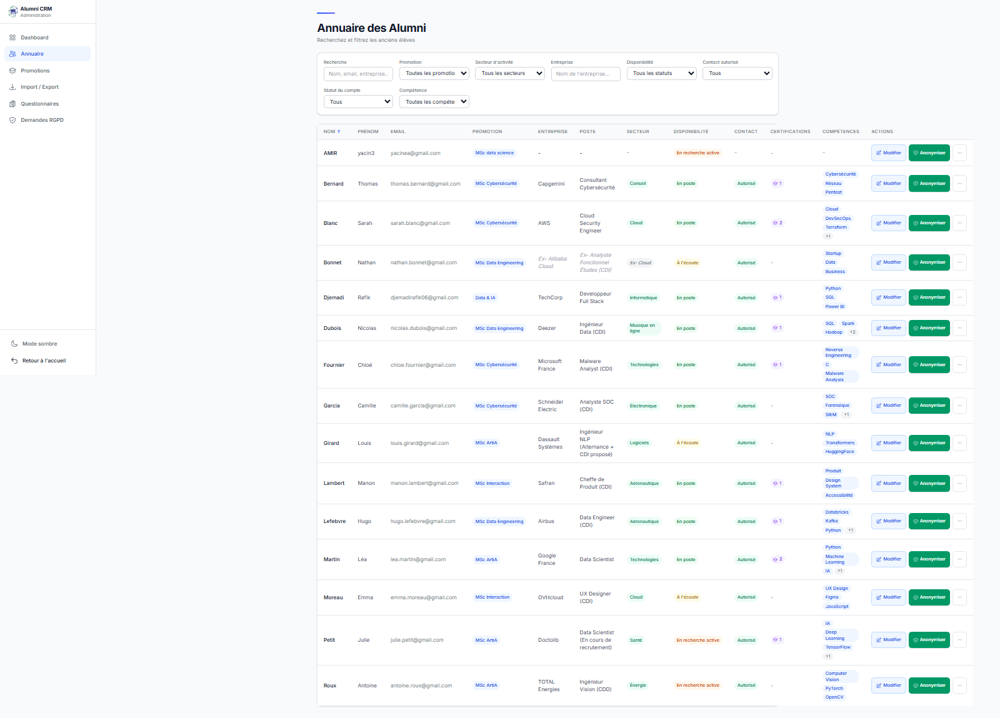 Alumni CRM
Administration
Dashboard
Annuaire
Promotions
Import / Export
Questionnaires
Demandes RGPD
Mode sombre
Retour à l'accueil
Annuaire des Alumni
Recherchez et filtrez les anciens élèves
Recherche Promotion Secteur d'activité Entreprise Disponibilité Contact autorisé
Nom, email, entreprise.. Toutes les promotio Tous les secteurs Nom de l'entreprise... Tous les statuts Tous
Statut du compte Compétence
Tous Toutes les compéte
NOM ↑ PRÉNOM EMAIL PROMOTION ENTREPRISE POSTE SECTEUR DISPONIBILITÉ CONTACT CERTIFICATIONS COMPÉTENCES ACTIONS
AMIR yacin3 yacinea@gmail.com MSc data science - - - En recherche active - - - Modifier Anonymiser ...
Bernard Thomas thomas.bernard@gmail.com MSc Cybersécurité Capgemini Consultant Cybersécurité Conseil En poste Autorisé 1 Cybersécurité Réseau Pentest Modifier Anonymiser ...
Blanc Sarah sarah.blanc@gmail.com MSc Cybersécurité AWS Cloud Security Engineer Cloud En poste Autorisé 2 Cloud DevSecOps Terraform +1 Modifier Anonymiser ...
Bonnet Nathan nathan.bonnet@gmail.com MSc Data Engineering Ex- Alibaba Cloud Ex- Analyste Fonctionnel Études (CDI) Ex- Cloud À l'écoute Autorisé - Startup Data Business Modifier Anonymiser ...
Djemadi Rafik djemadirafik06@gmail.com Data & IA TechCorp Developpeur Full Stack Informatique En poste Autorisé 1 Python SQL Power BI Modifier Anonymiser ...
Dubois Nicolas nicolas.dubois@gmail.com MSc Data Engineering Deezer Ingénieur Data (CDI) Musique en ligne En poste Autorisé 1 SQL Spark Hadoop +2 Modifier Anonymiser ...
Fournier Chloé chloe.fournier@gmail.com MSc Cybersécurité Microsoft France Malware Analyst (CDI) Technologies En poste Autorisé 1 Reverse Engineering C Malware Analysis Modifier Anonymiser ...
Garcia Camille camille.garcia@gmail.com MSc Cybersécurité Schneider Electric Analyste SOC (CDI) Électronique En poste Autorisé - SOC Forensique SIEM +1 Modifier Anonymiser ...
Girard Louis louis.girard@gmail.com MSc ArtiA Dassault Systèmes Ingénieur NLP (Alternance + CDI proposé) Logiciels À l'écoute Autorisé - NLP Transformers HuggingFace Modifier Anonymiser ...
Lambert Manon manon.lambert@gmail.com MSc Interaction Safran Cheffe de Produit (CDI) Aéronautique En poste Autorisé 1 Produit Design System Accessibilité Modifier Anonymiser ...
Lefebvre Hugo hugo.lefebvre@gmail.com MSc Data Engineering Airbus Data Engineer (CDI) Aéronautique En poste Autorisé 1 Databricks Kafka Python +1 Modifier Anonymiser ...
Martin Léa lea.martin@gmail.com MSc ArtiA Google France Data Scientist Technologies En poste Autorisé 2 Python Machine Learning IA +1 Modifier Anonymiser ...
Moreau Emma emma.moreau@gmail.com MSc Interaction OVHcloud UX Designer (CDI) Cloud À l'écoute Autorisé - UX Design Figma JavaScript Modifier Anonymiser ...
Petit Julie julie.petit@gmail.com MSc ArtiA Doctolib Data Scientist (En cours de recrutement) Santé En recherche active Autorisé 1 IA Deep Learning TensorFlow +1 Modifier Anonymiser ...
Roux Antoine antoine.roux@gmail.com MSc ArtiA TOTAL Energies Ingénieur Vision (CDD) Énergie En recherche active Autorisé - Computer Vision PyTorch OpenCV Modifier Anonymiser ...